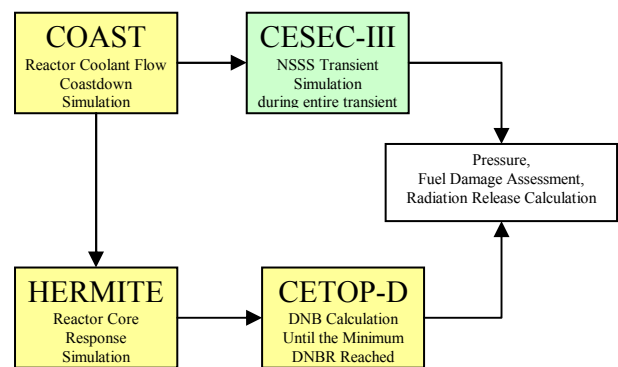 COAST
Reactor Coolant Flow
Coastdown
Simulation
CESEC-III
NSSS Transient
Simulation
during entire transient
Pressure,
Fuel Damage Assessment,
Radiation Release Calculation
HERMITE
Reactor Core
Response
Simulation
CETOP-D
DNB Calculation
Until the Minimum
DNBR Reached